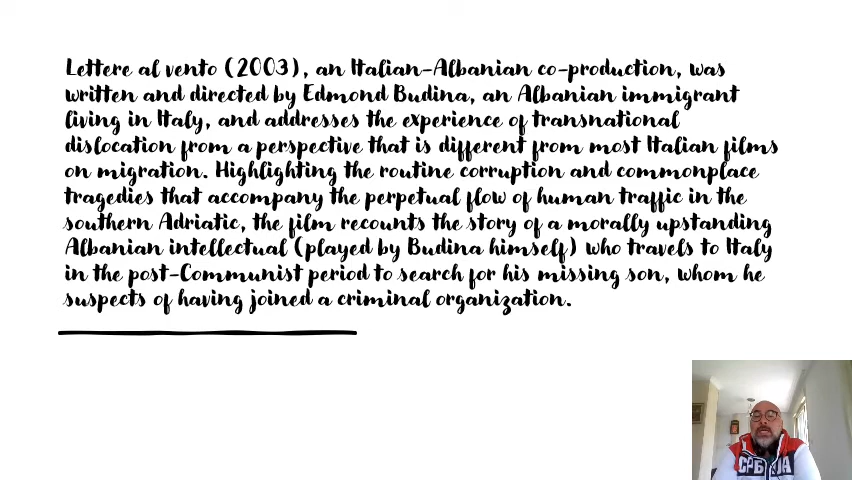 Lettere al vento (2003), an Italian-Albanian co-production, was
written and directed by Edmond Budina, an Albanian immigrant
living in Italy, and addresses the experience of transnational
dislocation from a perspective that is different from most Italian films
on migration. Highlighting the routine corruption and commonplace
tragedies that accompany the perpetual flow of human traffic in the
southern Adriatic, the film recounts the story of a morally upstanding
Albanian intellectual (played by Budina himself) who travels to Italy
in the post-Communist period to search for his missing son, whom he
suspects of having joined a criminal organization.